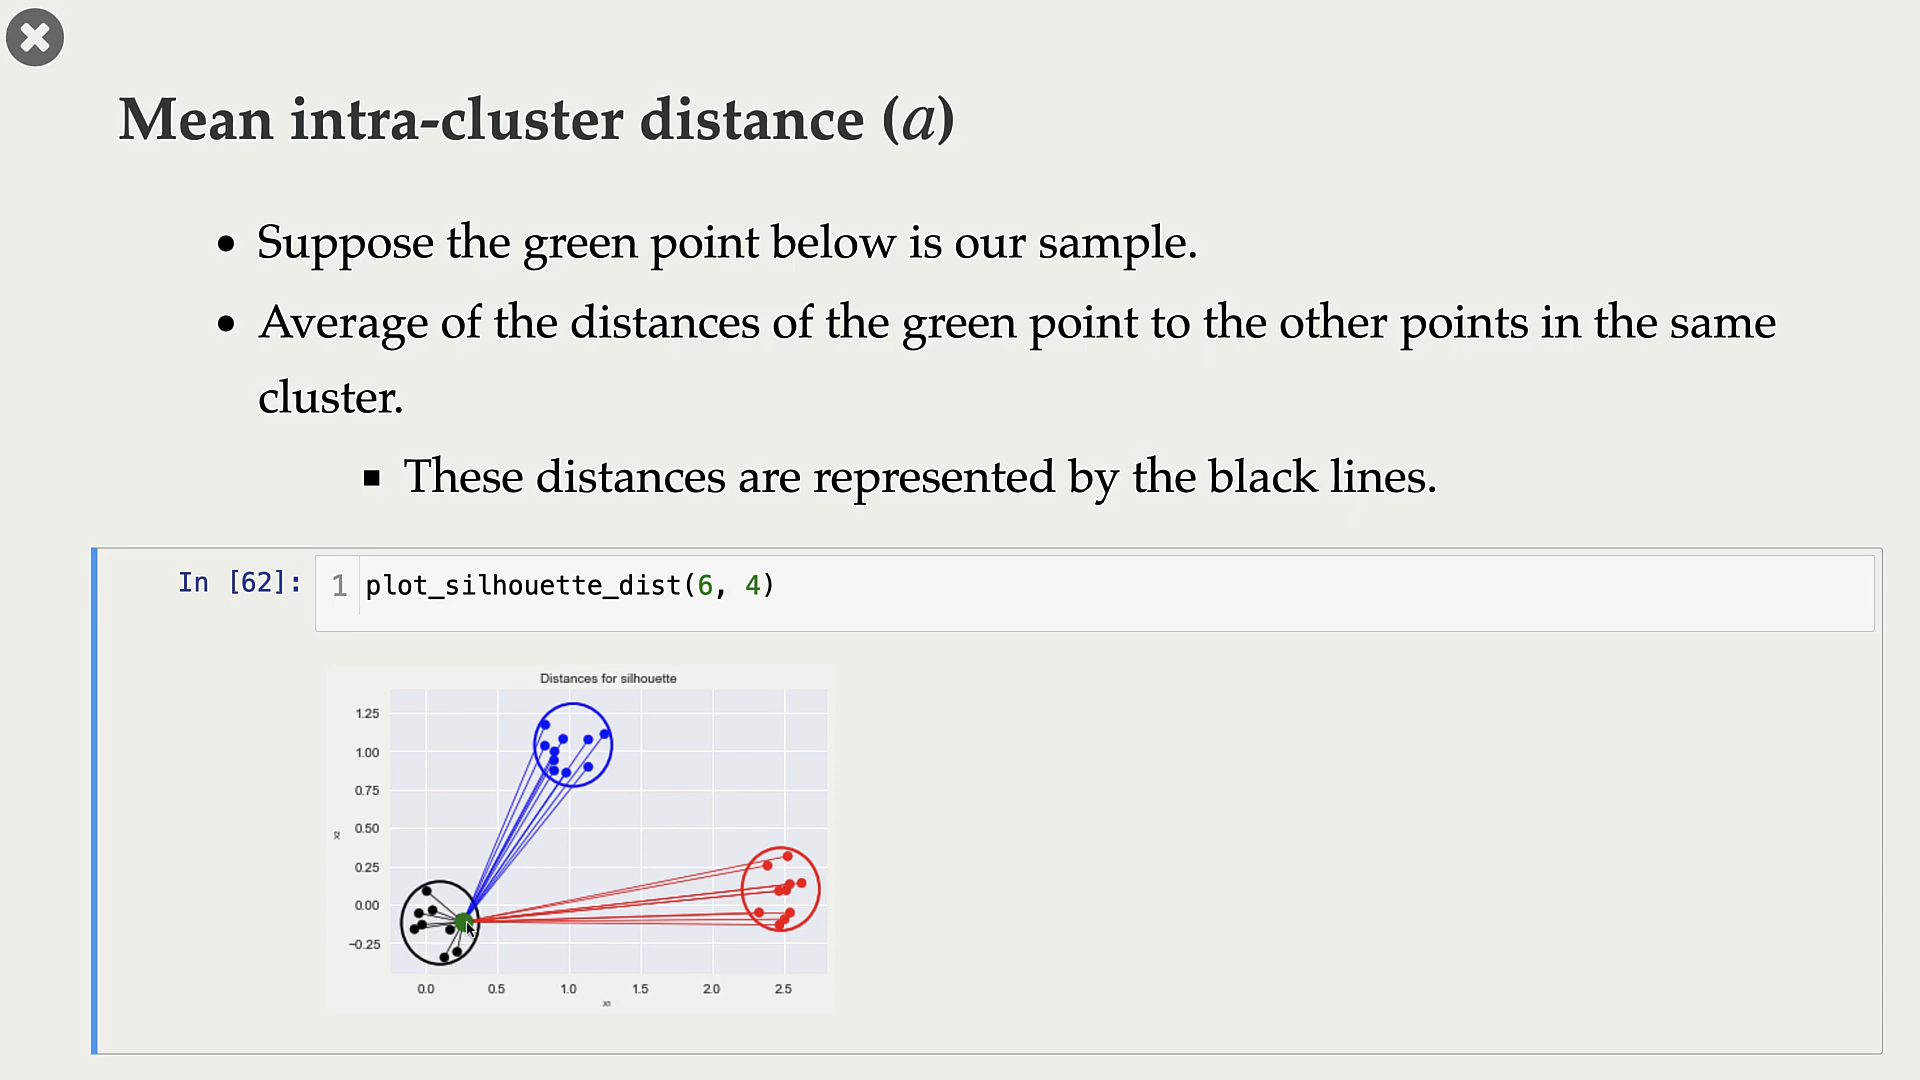 Mean intra-cluster distance (a)
• Suppose the green point below is our sample.
• Average of the distances of the green point to the other points in the same
cluster.
▪ These distances are represented by the black lines.
In [62]: 1 plot_silhouette_dist(6, 4)
Distances for silhouette
1.25
1.00
0.75
0.50
0.25
0.00
−0.25
0.0 0.5 1.0 1.5 2.0 2.5